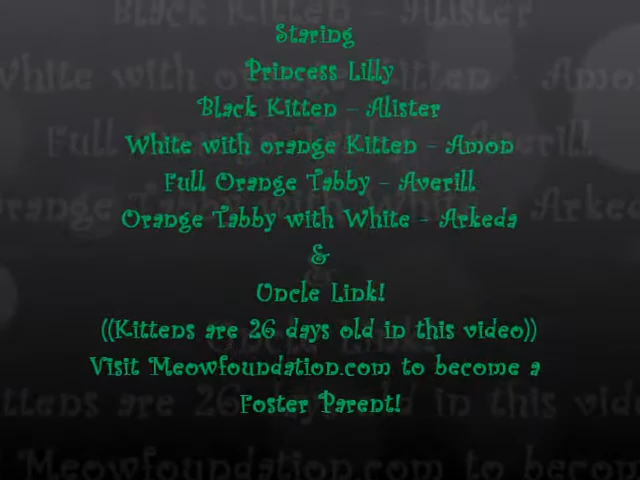 Staring
Princess Lilly
Black Kitten - Alister
White with orange Kitten - Amon
Full Orange Tabby - Averill
Orange Tabby with White - Arkeda
&
Uncle Link!
((Kittens are 26 days old in this video))
Visit Meowfoundation.com to become a
Foster Parent!